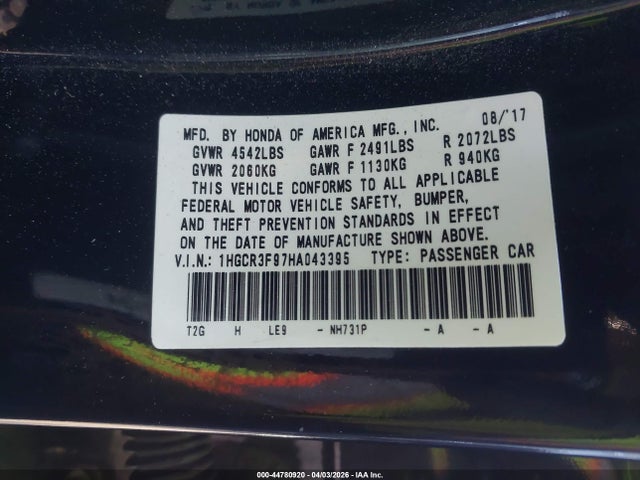 MFD. BY HONDA OF AMERICA MFG., INC. 08/'17
GVWR 4542LBS GAWR F 2491LBS R 2072LBS
GVWR 2060KG GAWR F 1130KG R 940KG
THIS VEHICLE CONFORMS TO ALL APPLICABLE
FEDERAL MOTOR VEHICLE SAFETY, BUMPER,
AND THEFT PREVENTION STANDARDS IN EFFECT
ON THE DATE OF MANUFACTURE SHOWN ABOVE.
V.I.N.: 1HGCR3F97HA043395 TYPE: PASSENGER CAR
T2G H LE9 - NH731P - A - A
000-44780920 - 04/03/2026 - IAA Inc.